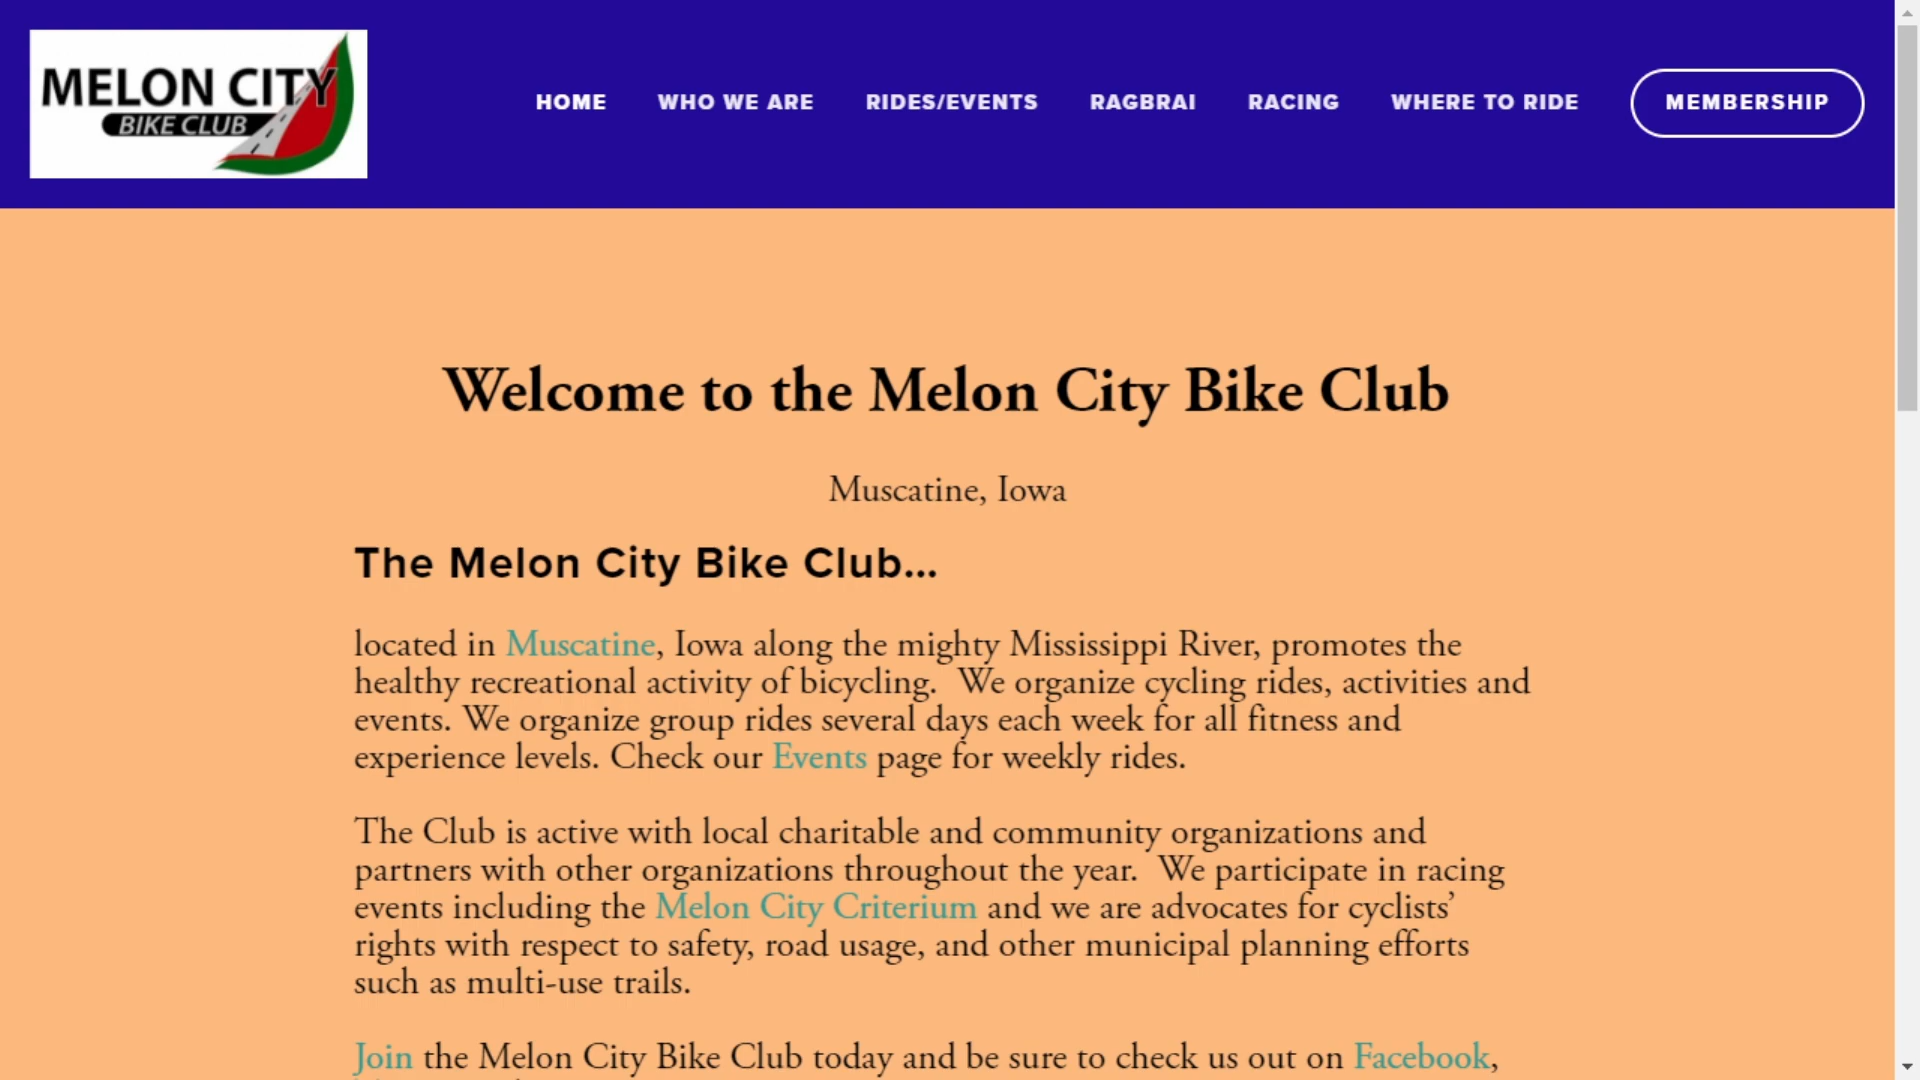 MELON CITY
BIKE CLUB
HOME WHO WE ARE RIDES/EVENTS RAGBRAI RACING WHERE TO RIDE MEMBERSHIP
Welcome to the Melon City Bike Club
Muscatine, Iowa
The Melon City Bike Club...
located in Muscatine, Iowa along the mighty Mississippi River, promotes the
healthy recreational activity of bicycling.  We organize cycling rides, activities and
events. We organize group rides several days each week for all fitness and
experience levels. Check our Events page for weekly rides.
The Club is active with local charitable and community organizations and
partners with other organizations throughout the year.  We participate in racing
events including the Melon City Criterium and we are advocates for cyclists’
rights with respect to safety, road usage, and other municipal planning efforts
such as multi-use trails.
Join the Melon City Bike Club today and be sure to check us out on Facebook,